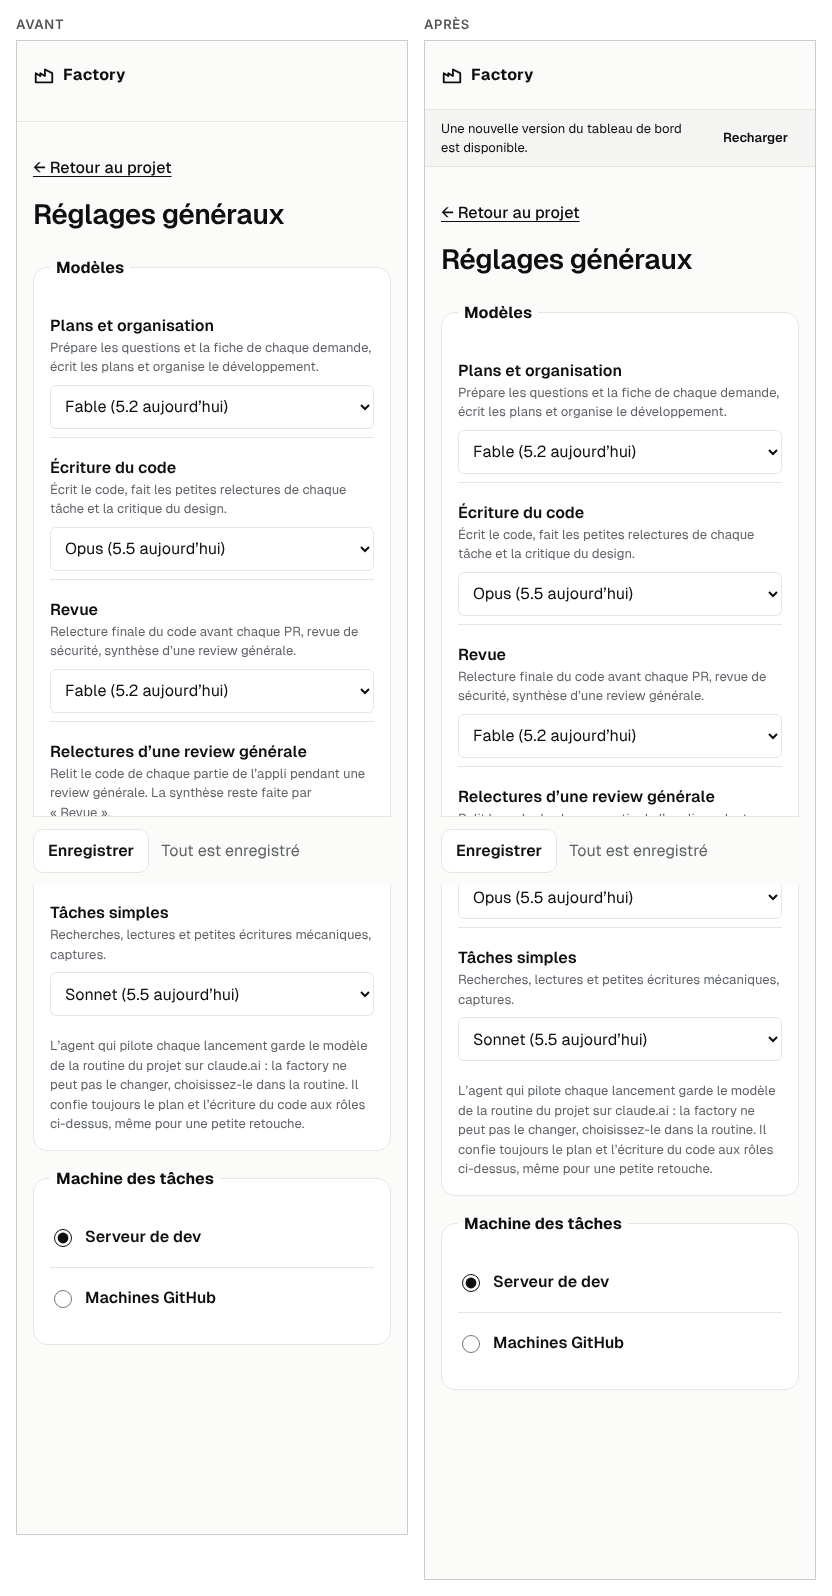 AVANT
Factory
← Retour au projet
Réglages généraux
Modèles
Plans et organisation
Prépare les questions et la fiche de chaque demande,
écrit les plans et organise le développement.
Fable (5.2 aujourd’hui)
Écriture du code
Écrit le code, fait les petites relectures de chaque
tâche et la critique du design.
Opus (5.5 aujourd’hui)
Revue
Relecture finale du code avant chaque PR, revue de
sécurité, synthèse d’une review générale.
Fable (5.2 aujourd’hui)
Relectures d’une review générale
Relit le code de chaque partie de l’appli pendant une
review générale. La synthèse reste faite par
« Revue ».
Enregistrer Tout est enregistré
Tâches simples
Recherches, lectures et petites écritures mécaniques,
captures.
Sonnet (5.5 aujourd’hui)
L’agent qui pilote chaque lancement garde le modèle
de la routine du projet sur claude.ai : la factory ne
peut pas le changer, choisissez-le dans la routine. Il
confie toujours le plan et l’écriture du code aux rôles
ci-dessus, même pour une petite retouche.
Machine des tâches
Serveur de dev
Machines GitHub
APRÈS
Factory
Une nouvelle version du tableau de bord
est disponible.
Recharger
← Retour au projet
Réglages généraux
Modèles
Plans et organisation
Prépare les questions et la fiche de chaque demande,
écrit les plans et organise le développement.
Fable (5.2 aujourd’hui)
Écriture du code
Écrit le code, fait les petites relectures de chaque
tâche et la critique du design.
Opus (5.5 aujourd’hui)
Revue
Relecture finale du code avant chaque PR, revue de
sécurité, synthèse d’une review générale.
Fable (5.2 aujourd’hui)
Relectures d’une review générale
Enregistrer Tout est enregistré
Opus (5.5 aujourd’hui)
Tâches simples
Recherches, lectures et petites écritures mécaniques,
captures.
Sonnet (5.5 aujourd’hui)
L’agent qui pilote chaque lancement garde le modèle
de la routine du projet sur claude.ai : la factory ne
peut pas le changer, choisissez-le dans la routine. Il
confie toujours le plan et l’écriture du code aux rôles
ci-dessus, même pour une petite retouche.
Machine des tâches
Serveur de dev
Machines GitHub